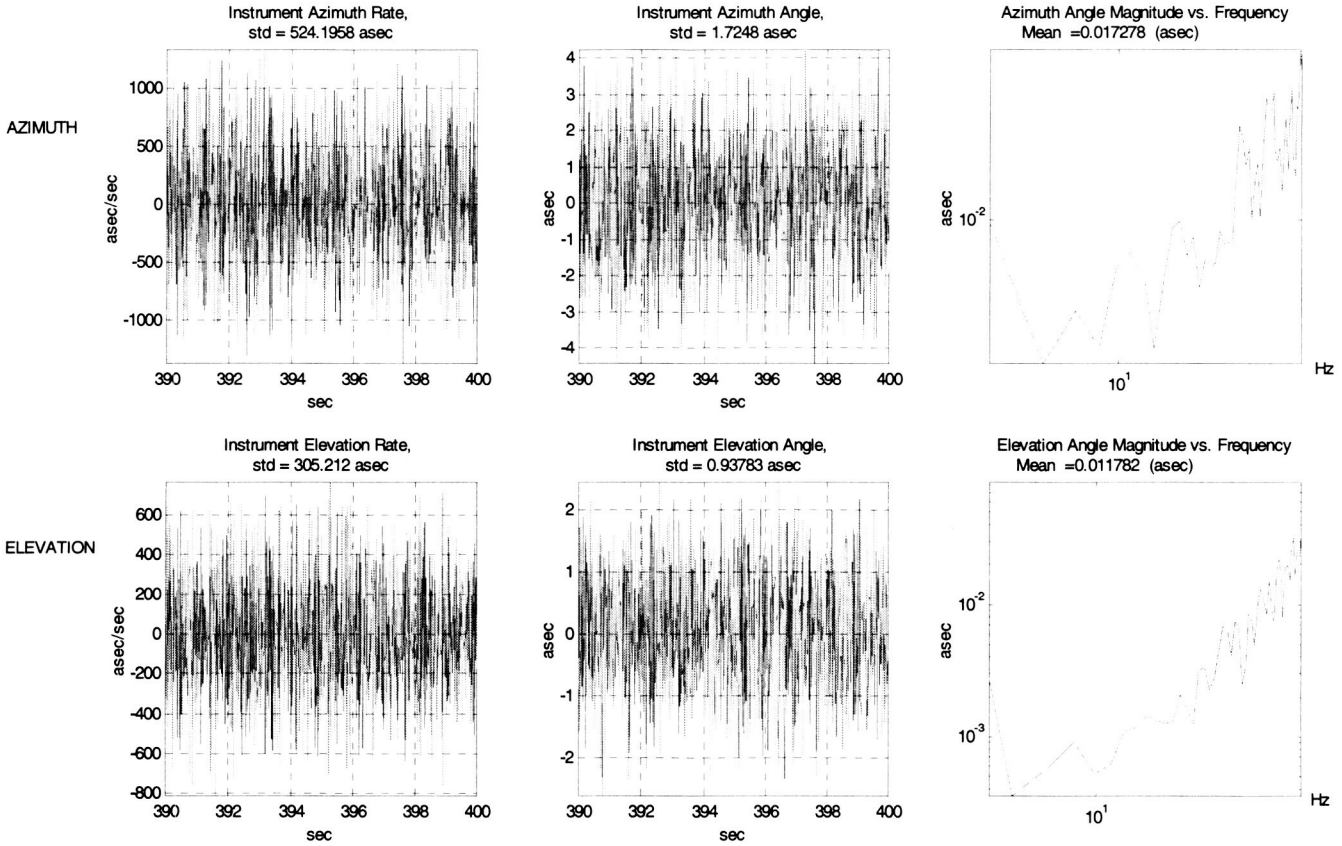 Instrument Azimuth Rate,
std = 524.1958 asec
Instrument Azimuth Angle,
std = 1.7248 asec
Azimuth Angle Magnitude vs. Frequency
Mean =0.017278 (asec)
AZIMUTH
asec/sec
1000
500
0
-500
-1000
390 392 394 396 398 400
sec
asec
4
3
2
1
0
-1
-2
-3
-4
390 392 394 396 398 400
sec
asec
10⁻²
10¹
Hz
Instrument Elevation Rate,
std = 305.212 asec
Instrument Elevation Angle,
std = 0.93783 asec
Elevation Angle Magnitude vs. Frequency
Mean =0.011782 (asec)
ELEVATION
asec/sec
600
400
200
0
-200
-400
-600
-800
390 392 394 396 398 400
sec
asec
2
1
0
-1
-2
390 392 394 396 398 400
sec
asec
10⁻²
10⁻³
10¹
Hz